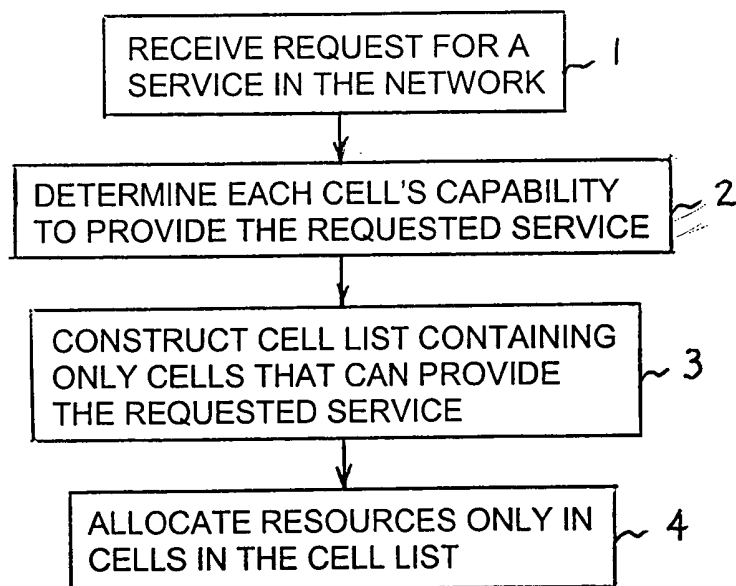 RECEIVE REQUEST FOR A
SERVICE IN THE NETWORK
1
DETERMINE EACH CELL'S CAPABILITY
TO PROVIDE THE REQUESTED SERVICE
2
CONSTRUCT CELL LIST CONTAINING
ONLY CELLS THAT CAN PROVIDE
THE REQUESTED SERVICE
3
ALLOCATE RESOURCES ONLY IN
CELLS IN THE CELL LIST
4